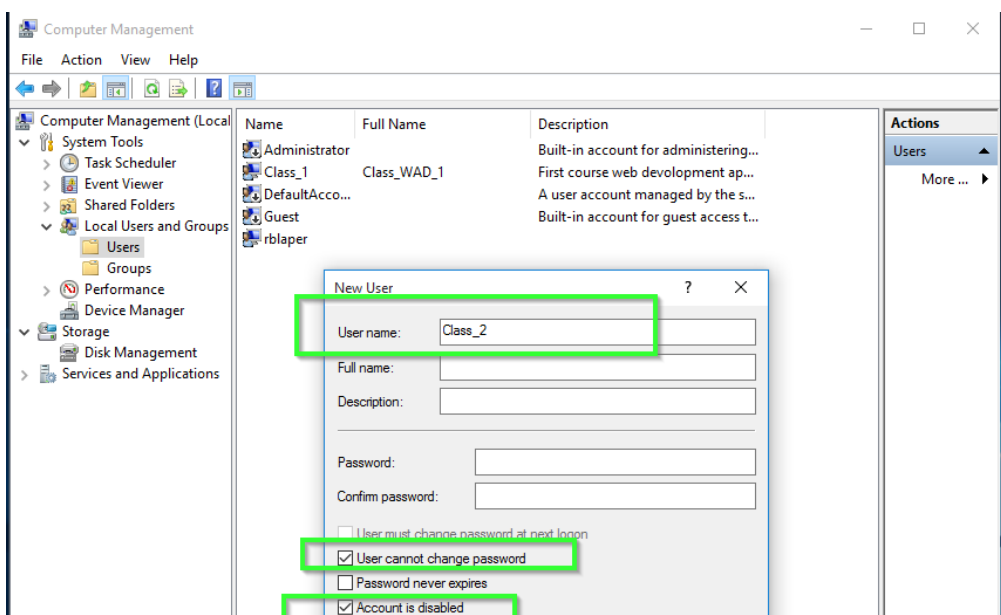 Computer Management
File Action View Help
Computer Management (Local
System Tools
Task Scheduler
Event Viewer
Shared Folders
Local Users and Groups
Users
Groups
Performance
Device Manager
Storage
Disk Management
Services and Applications
Name Full Name Description
Administrator Built-in account for administering...
Class_1 Class_WAD_1 First course web devolopment ap...
DefaultAcco... A user account managed by the s...
Guest Built-in account for guest access t...
rblaper
Actions
Users
More ...
New User ?
User name: Class_2
Full name:
Description:
Password:
Confirm password:
User must change password at next logon
User cannot change password
Password never expires
Account is disabled